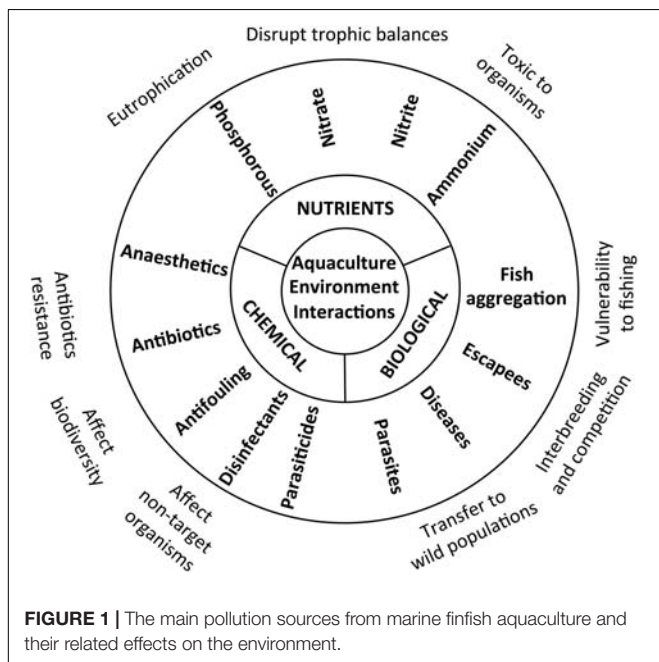 Disrupt trophic balances
Eutrophication
Toxic to
organisms
Phosphorous
Nitrate
Nitrite
Ammonium
NUTRIENTS
Aquaculture
Environment
Interactions
CHEMICAL
BIOLOGICAL
Anaesthetics
Antibiotics
Antifouling
Disinfectants
Parasiticides
Parasites
Diseases
Escapees
Fish
aggregation
Vulnerability
to fishing
Interbreeding
and competition
Transfer to
wild populations
Affect
non-target
organisms
Affect
biodiversity
Antibiotics
resistance
FIGURE 1 | The main pollution sources from marine finfish aquaculture and
their related effects on the environment.